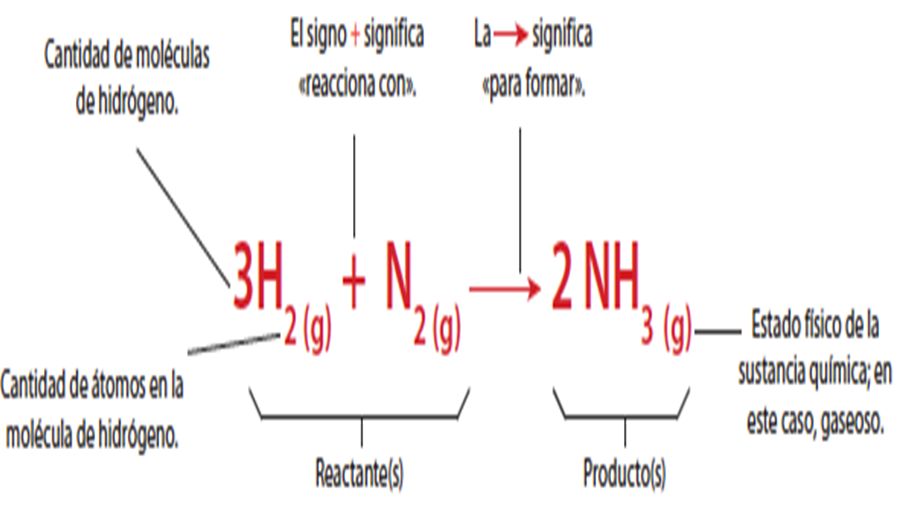 Cantidad de moléculas
de hidrógeno.
El signo + significa
«reacciona con».
La → significa
«para formar».
3H2 (g) + N2 (g) → 2 NH3 (g)
Cantidad de átomos en la
molécula de hidrógeno.
Estado físico de la
sustancia química; en
este caso, gaseoso.
Reactante(s)
Producto(s)